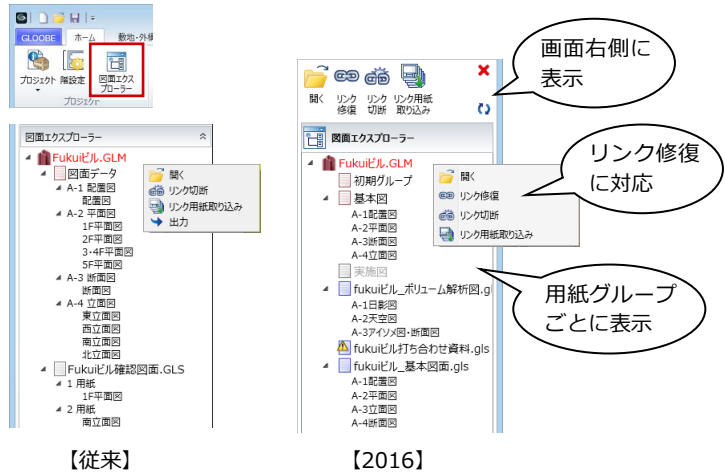 GLOOBE ホーム 敷地・外構
プロジェクト 階設定 図面エクス
プローラー
プロジェクト
図面エクスプローラー
Fukuiビル.GLM
図面データ
A-1 配置図
配置図
A-2 平面図
1F平面図
2F平面図
3・4F平面図
5F平面図
A-3 断面図
断面図
A-4 立面図
東立面図
西立面図
南立面図
北立面図
Fukuiビル確認図面.GLS
1 用紙
1F平面図
2 用紙
南立面図
開く
リンク切断
リンク用紙取り込み
出力
【従来】
開く リンク修復 リンク切断 リンク用紙取り込み
図面エクスプローラー
Fukuiビル.GLM
初期グループ
基本図
A-1配置図
A-2平面図
A-3断面図
A-4立面図
実施図
fukuiビル_ボリューム解析図.gl
A-1日影図
A-2天空図
A-3アイソメ図・断面図
fukuiビル打ち合わせ資料.gls
fukuiビル_基本図面.gls
A-1配置図
A-2平面図
A-3立面図
A-4断面図
開く
リンク修復
リンク切断
リンク用紙取り込み
【2016】
画面右側に
表示
リンク修復
に対応
用紙グループ
ごとに表示